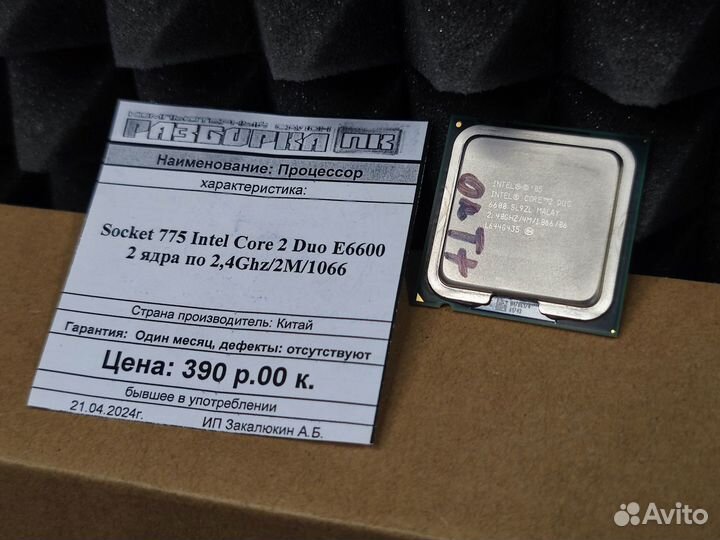 РАЗБИРКА ПК
Наименование: Процессор
характеристика:
Socket 775 Intel Core 2 Duo E6600
2 ядра по 2,4Ghz/2M/1066
Страна производитель: Китай
Гарантия: Один месяц, дефекты: отсутствуют
Цена: 390 р.00 к.
бывшее в употреблении
21.04.2024г.
ИП Закалюкин А.Б.
INTEL® © '05
INTEL® CORE™2 DUO
6600 SL9ZL MALAY
2.40GHZ/4M/1066/06
L644G435
Avito